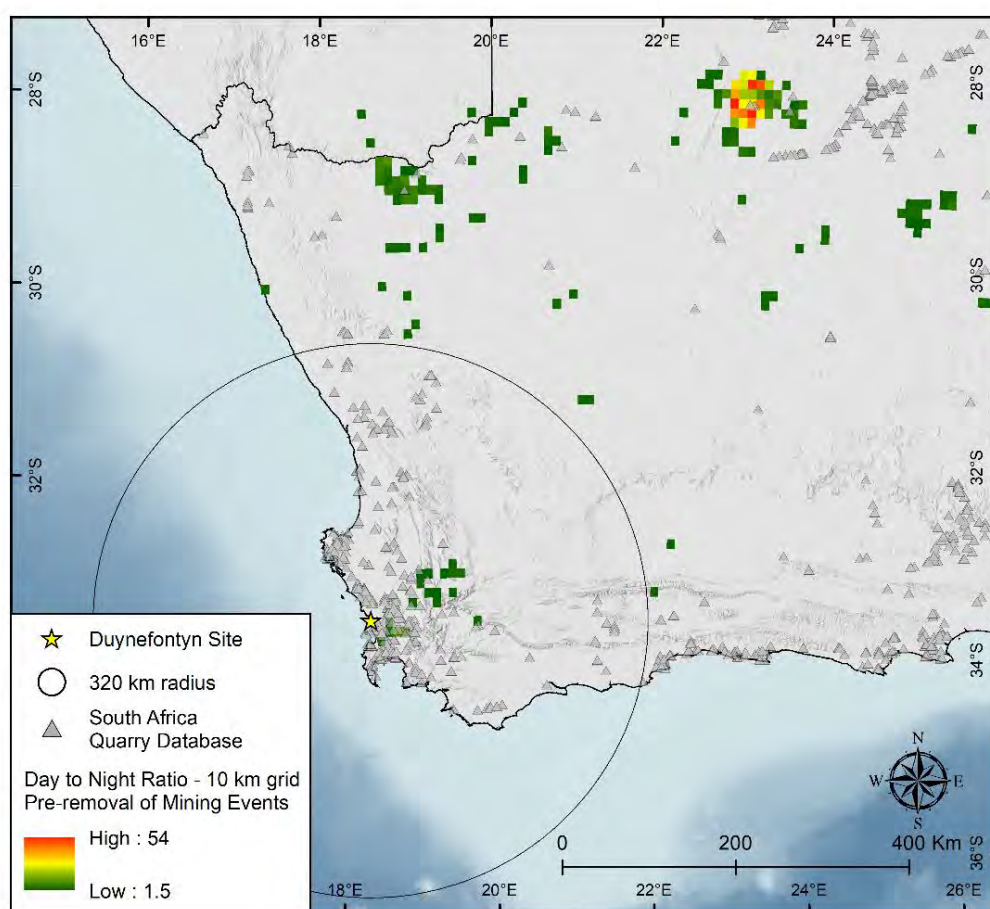 16°E 18°E 20°E 22°E 24°E
28°S 28°S
30°S 30°S
32°S 32°S
34°S
36°S
Duynefontyn Site
320 km radius
South Africa
Quarry Database
Day to Night Ratio - 10 km grid
Pre-removal of Mining Events
High : 54
Low : 1.5
N
W E
S
0 200 400 Km
18°E 20°E 22°E 24°E 26°E